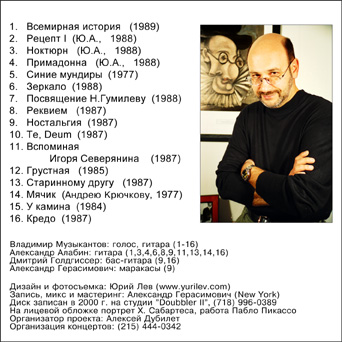 1. Всемирная история (1989)
2. Рецепт I (Ю.А., 1988)
3. Ноктюрн (Ю.А., 1988)
4. Примадонна (Ю.А., 1988)
5. Синие мундиры (1977)
6. Зеркало (1988)
7. Посвящение Н.Гумилеву (1988)
8. Реквием (1987)
9. Ностальгия (1987)
10. Te, Deum (1987)
11. Вспоминая
Игоря Северянина (1987)
12. Грустная (1985)
13. Старинному другу (1987)
14. Мячик (Андрею Крючкову, 1977)
15. У камина (1984)
16. Кредо (1987)
Владимир Музыкантов: голос, гитара (1-16)
Александр Алабин: гитара (1,3,4,6,8,9,11,13,14,16)
Дмитрий Голдгиссер: бас-гитара (9,16)
Александр Герасимович: маракасы (9)
Дизайн и фотосъемка: Юрий Лев (www.yurilev.com)
Запись, микс и мастеринг: Александр Герасимович (New York)
Диск записан в 2000 г. на студии "Doubbler II", (718) 996-0389
На лицевой обложке портрет Х. Сабартеса, работа Пабло Пикассо
Организатор проекта: Алексей Дубилет
Организация концертов: (215) 444-0342